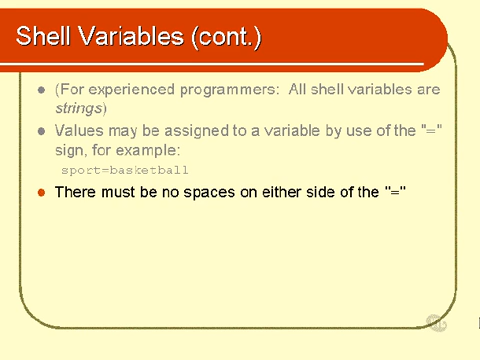 Shell Variables (cont.)
(For experienced programmers: All shell variables are
strings)
Values may be assigned to a variable by use of the "="
sign, for example:
sport=basketball
There must be no spaces on either side of the "="